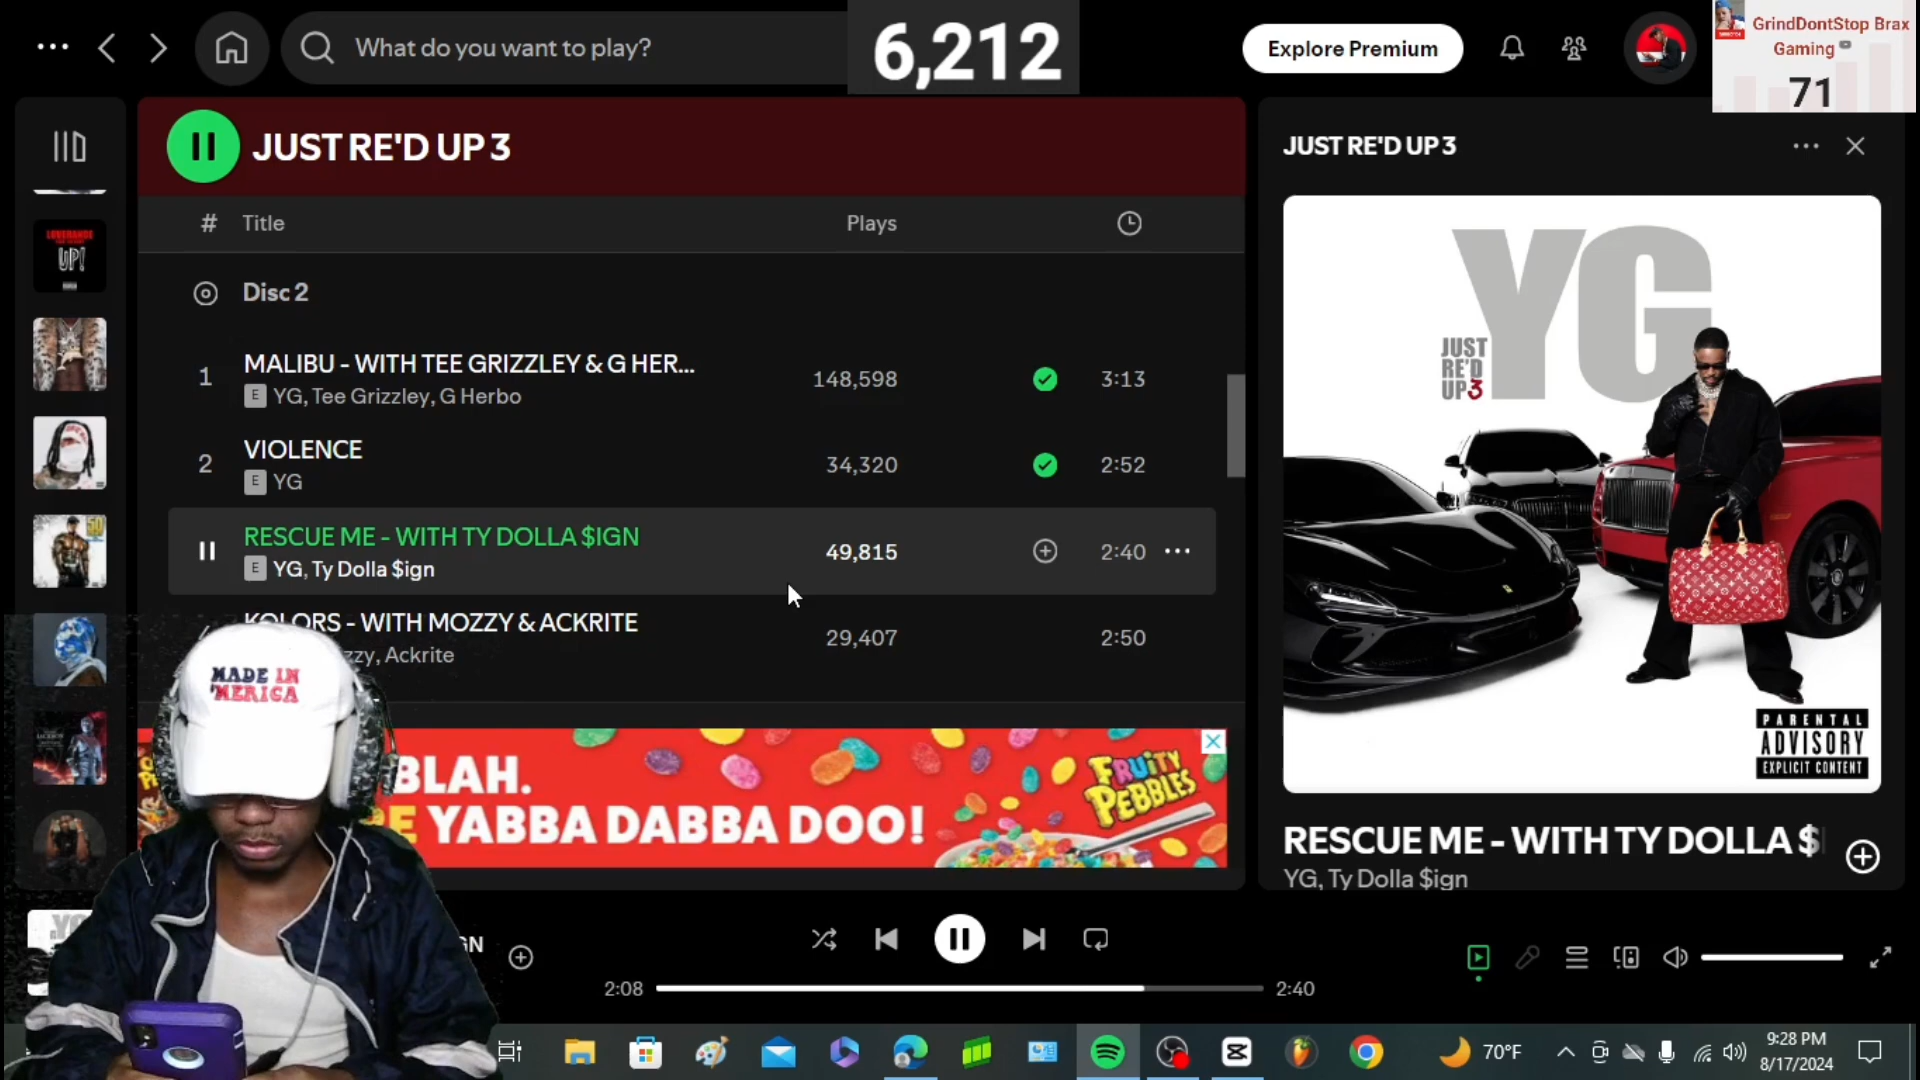 What do you want to play?
6,212
Explore Premium
GrindDontStop Brax
Gaming
71
JUST RE'D UP 3
JUST RE'D UP 3
# Title Plays
Disc 2
1 MALIBU - WITH TEE GRIZZLEY & G HER... 148,598 3:13
E YG, Tee Grizzley, G Herbo
2 VIOLENCE 34,320 2:52
E YG
RESCUE ME - WITH TY DOLLA $IGN 49,815 2:40
E YG, Ty Dolla $ign
KOLORS - WITH MOZZY & ACKRITE 29,407 2:50
zzy, Ackrite
YG
JUST
RE'D
UP3
PARENTAL
ADVISORY
EXPLICIT CONTENT
UP!
MADE IN
'MERICA
BLAH.
E YABBA DABBA DOO!
FRUITY
PEBBLES
RESCUE ME - WITH TY DOLLA $
YG, Ty Dolla $ign
GN
2:08
2:40
70°F
9:28 PM
8/17/2024